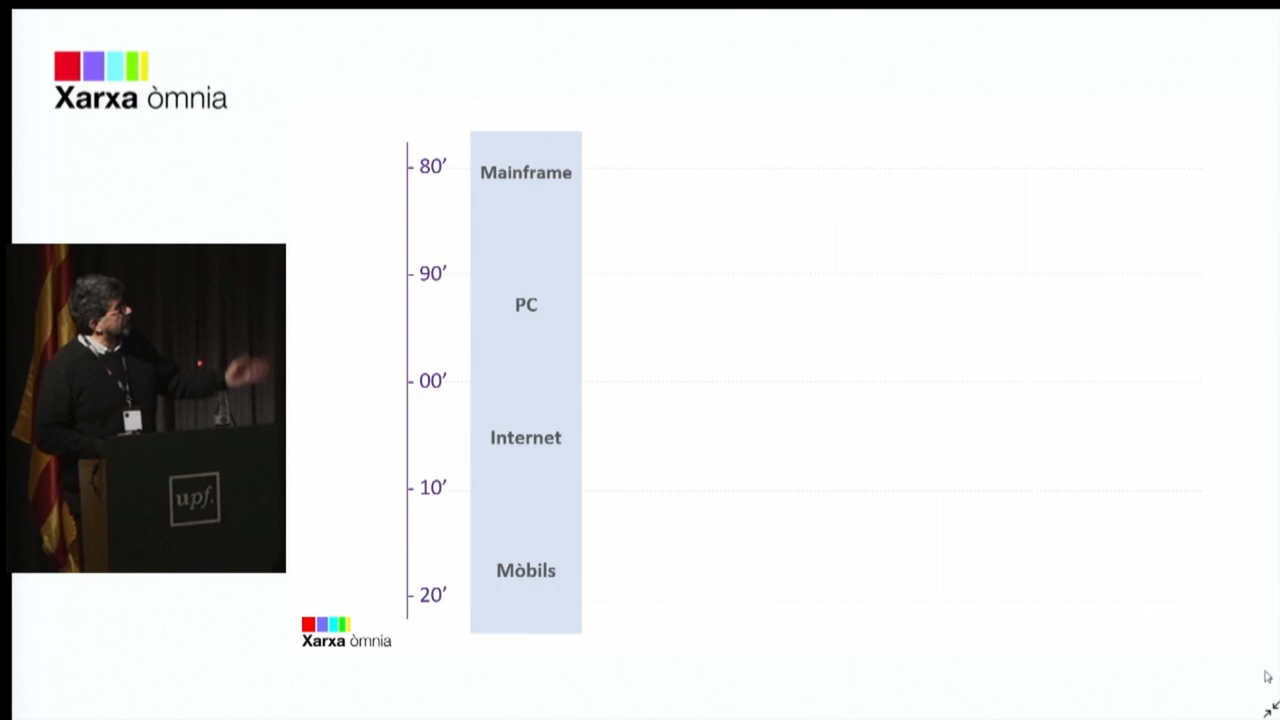 Xarxa òmnia
80’
Mainframe
90’
PC
00’
Internet
10’
Mòbils
20’
Xarxa òmnia
upf.